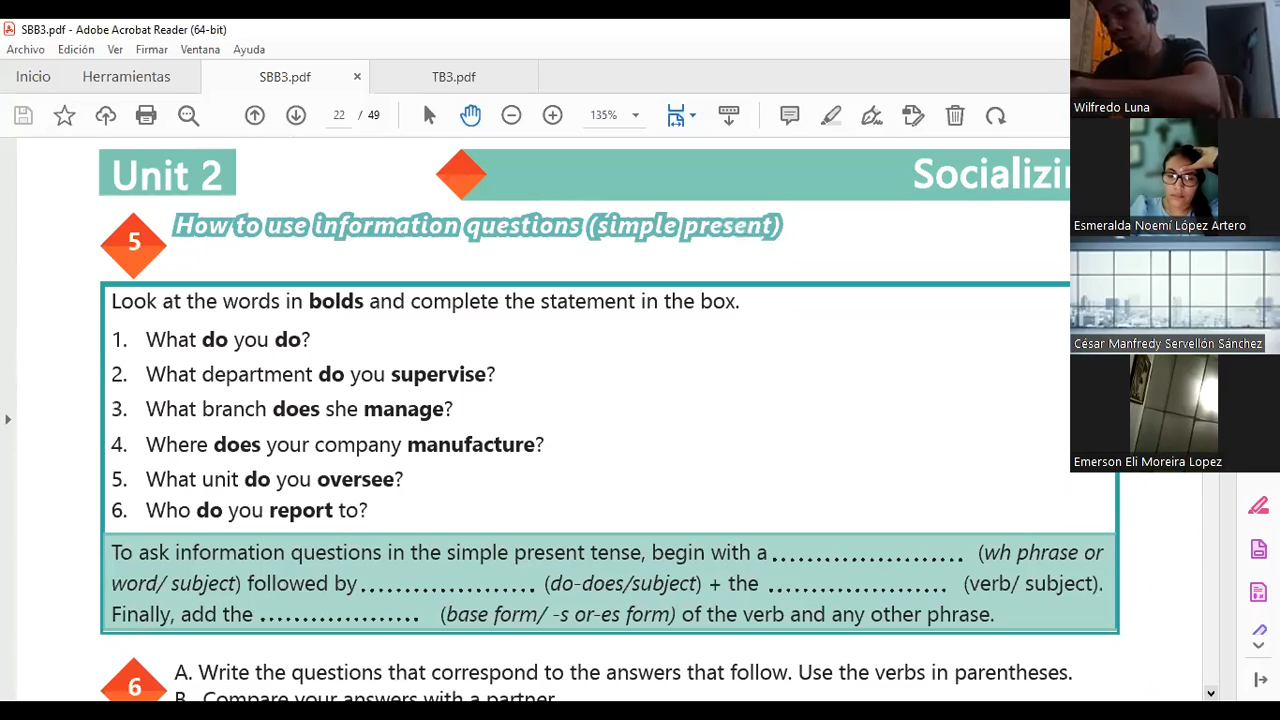 SBB3.pdf - Adobe Acrobat Reader (64-bit)
Archivo Edición Ver Firmar Ventana Ayuda
Inicio Herramientas SBB3.pdf × TB3.pdf
22 / 49 135%
Unit 2 Socializin
5 How to use information questions (simple present)
Look at the words in bolds and complete the statement in the box.
1. What do you do?
2. What department do you supervise?
3. What branch does she manage?
4. Where does your company manufacture?
5. What unit do you oversee?
6. Who do you report to?
To ask information questions in the simple present tense, begin with a ........................ (wh phrase or
word/ subject) followed by ...................... (do-does/subject) + the ...................... (verb/ subject).
Finally, add the .................... (base form/ -s or-es form) of the verb and any other phrase.
6 A. Write the questions that correspond to the answers that follow. Use the verbs in parentheses.
B. Compare your answers with a partner
Wilfredo Luna
Esmeralda Noemí López Artero
César Manfredy Servellón Sánchez
Emerson Eli Moreira Lopez